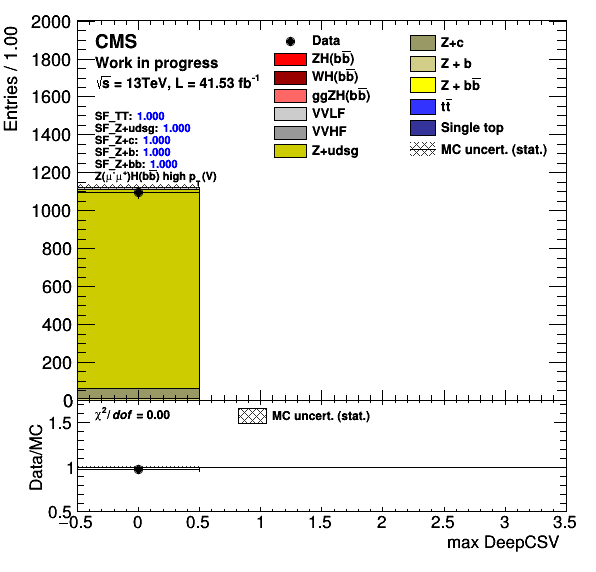 CMS
Work in progress
√s = 13TeV, L = 41.53 fb⁻¹
SF_TT: 1.000
SF_Z+udsg: 1.000
SF_Z+c: 1.000
SF_Z+b: 1.000
SF_Z+bb: 1.000
Z(μ⁻μ⁺)H(bb̅) high p_T (V)
Data
ZH(bb̅)
WH(bb̅)
ggZH(bb̅)
VVLF
VVHF
Z+udsg
Z+c
Z + b
Z + bb̅
tt̅
Single top
MC uncert. (stat.)
Entries / 1.00
2000
1800
1600
1400
1200
1000
800
600
400
200
0
χ²/dof = 0.00
MC uncert. (stat.)
Data/MC
1.5
1
0.5
−0.5 0 0.5 1 1.5 2 2.5 3 3.5
max DeepCSV